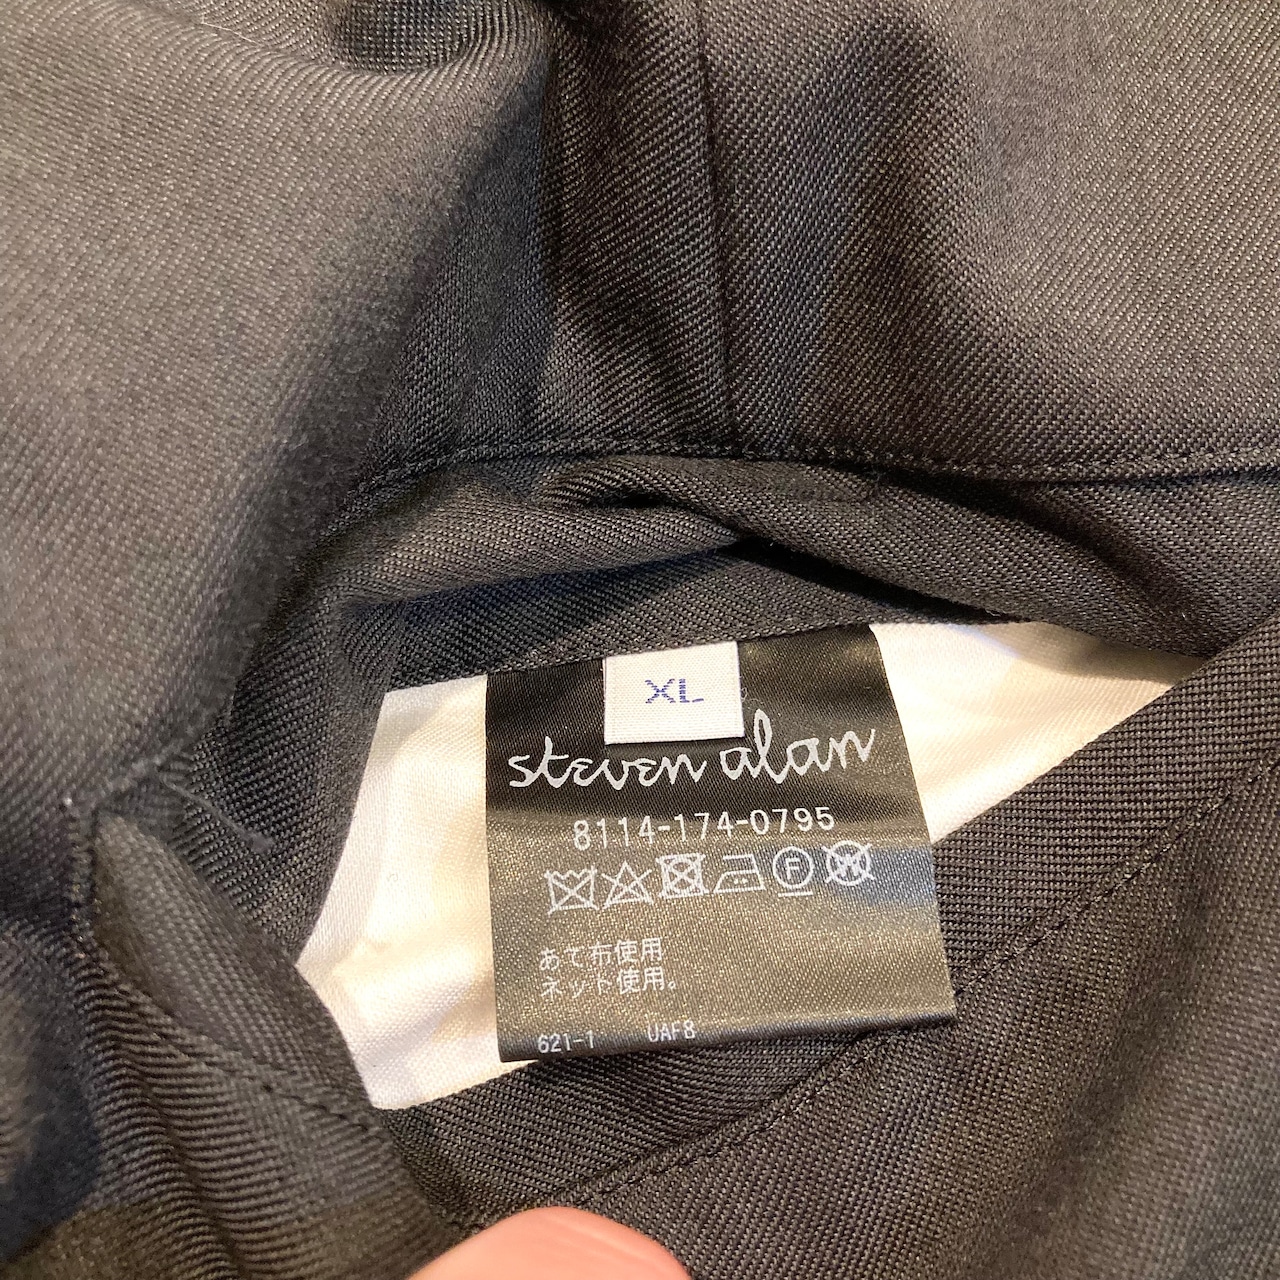 XL
steven alan
8114-174-0795
F
W
あて布使用
ネット使用。
621-1 UAF8